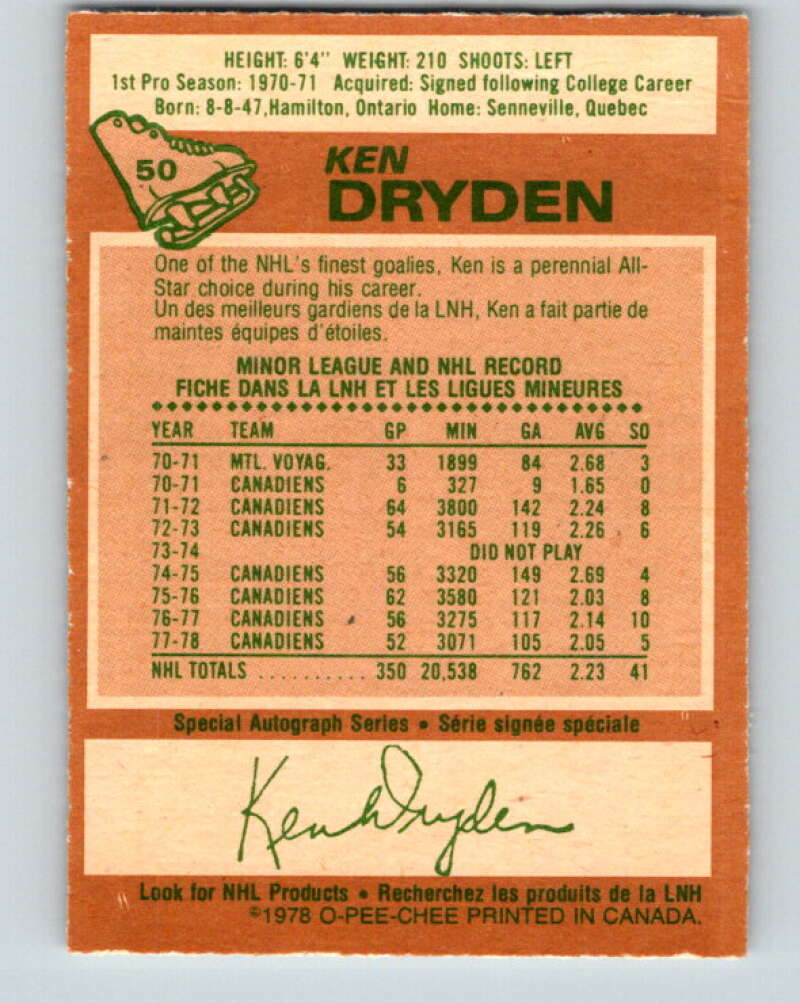 HEIGHT: 6'4" WEIGHT: 210 SHOOTS: LEFT
1st Pro Season: 1970-71 Acquired: Signed following College Career
Born: 8-8-47, Hamilton, Ontario Home: Senneville, Quebec
50
KEN
DRYDEN
One of the NHL's finest goalies, Ken is a perennial All-
Star choice during his career.
Un des meilleurs gardiens de la LNH, Ken a fait partie de
maintes équipes d'étoiles.
MINOR LEAGUE AND NHL RECORD
FICHE DANS LA LNH ET LES LIGUES MINEURES
YEAR TEAM GP MIN GA AVG SO
70-71 MTL. VOYAG. 33 1899 84 2.68 3
70-71 CANADIENS 6 327 9 1.65 0
71-72 CANADIENS 64 3800 142 2.24 8
72-73 CANADIENS 54 3165 119 2.26 6
73-74 DID NOT PLAY
74-75 CANADIENS 56 3320 149 2.69 4
75-76 CANADIENS 62 3580 121 2.03 8
76-77 CANADIENS 56 3275 117 2.14 10
77-78 CANADIENS 52 3071 105 2.05 5
NHL TOTALS .......... 350 20,538 762 2.23 41
Special Autograph Series • Série signée spéciale
Ken Dryden
Look for NHL Products • Recherchez les produits de la LNH
©1978 O-PEE-CHEE PRINTED IN CANADA.